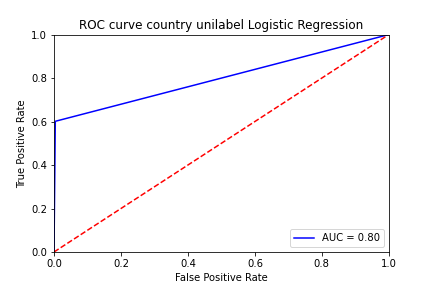 ROC curve country unilabel Logistic Regression
1.0
0.8
0.6
0.4
0.2
0.0
True Positive Rate
AUC = 0.80
0.0 0.2 0.4 0.6 0.8 1.0
False Positive Rate